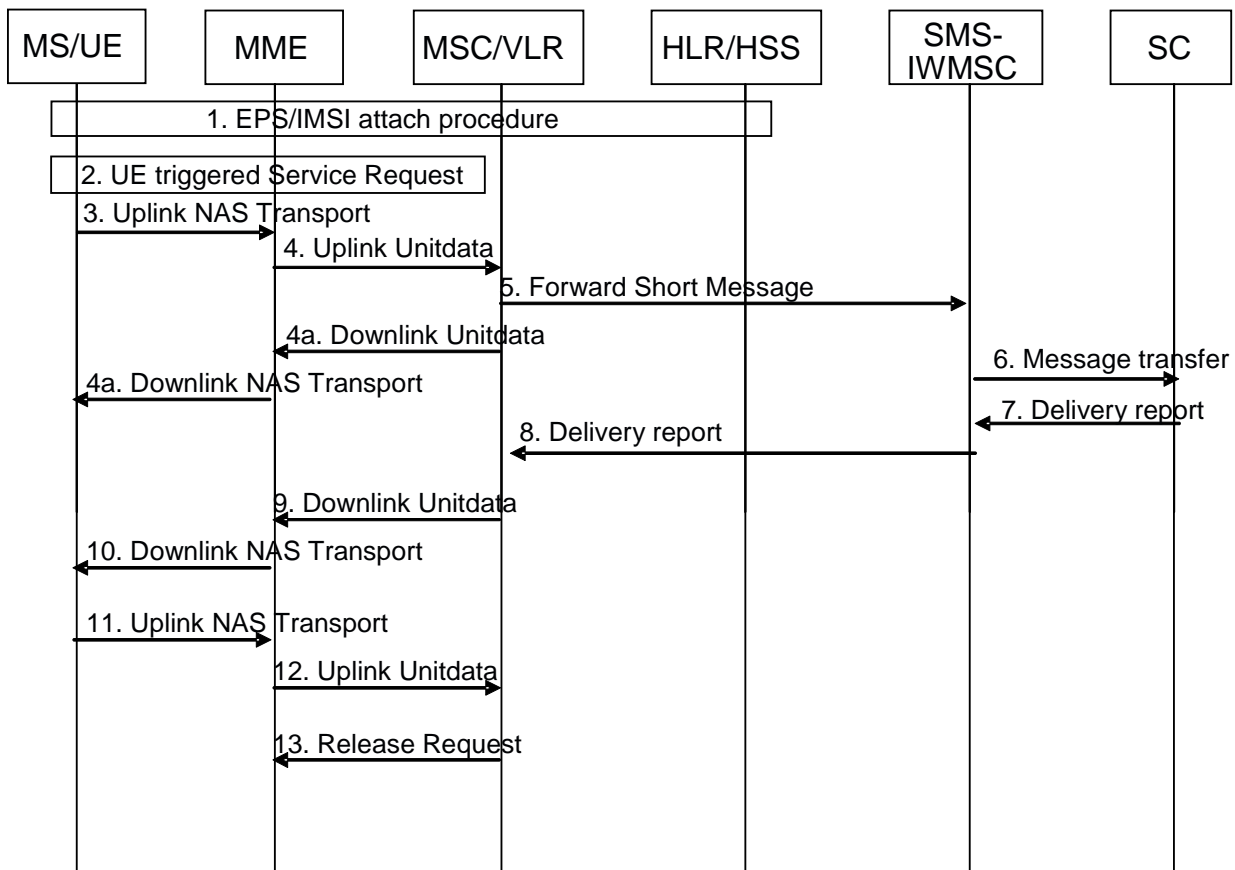 MS/UE
MME
MSC/VLR
HLR/HSS
SMS-
IWMSC
SC
1. EPS/IMSI attach procedure
2. UE triggered Service Request
3. Uplink NAS Transport
4. Uplink Unitdata
5. Forward Short Message
4a. Downlink Unitdata
6. Message transfer
4a. Downlink NAS Transport
7. Delivery report
8. Delivery report
9. Downlink Unitdata
10. Downlink NAS Transport
11. Uplink NAS Transport
12. Uplink Unitdata
13. Release Request